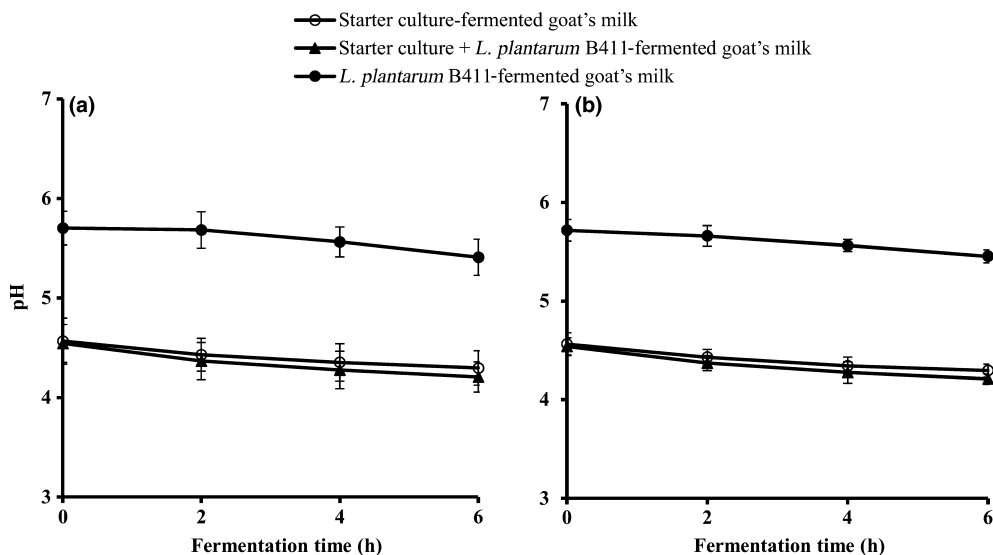 Starter culture-fermented goat's milk
Starter culture + L. plantarum B411-fermented goat's milk
L. plantarum B411-fermented goat's milk
(a)
7
6
5
4
3
pH
0 2 4 6
Fermentation time (h)
(b)
7
6
5
4
3
0 2 4 6
Fermentation time (h)